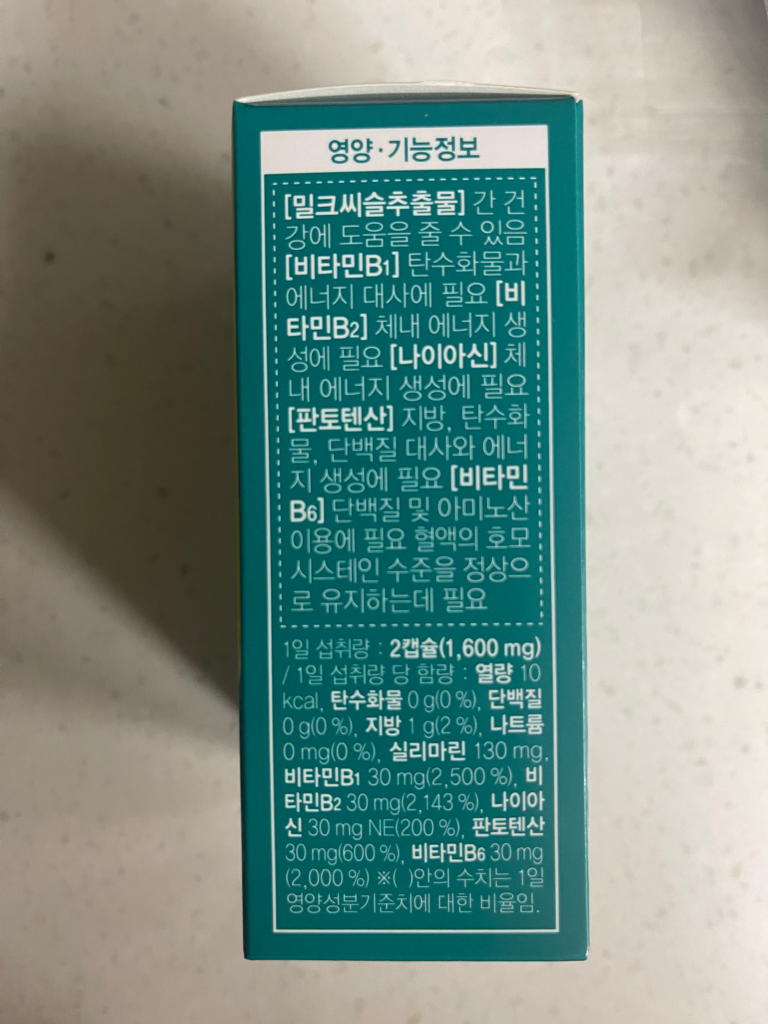 영양·기능정보
[밀크씨슬추출물] 간 건
강에 도움을 줄 수 있음
[비타민B1] 탄수화물과
에너지 대사에 필요 [비
타민B2] 체내 에너지 생
성에 필요 [나이아신] 체
내 에너지 생성에 필요
[판토텐산] 지방, 탄수화
물, 단백질 대사와 에너
지 생성에 필요 [비타민
B6] 단백질 및 아미노산
이용에 필요 혈액의 호모
시스테인 수준을 정상으
로 유지하는데 필요
1일 섭취량 : 2캡슐(1,600 mg)
/ 1일 섭취량 당 함량 : 열량 10
kcal, 탄수화물 0 g(0 %), 단백질
0 g(0 %), 지방 1 g(2 %), 나트륨
0 mg(0 %), 실리마린 130 mg,
비타민B1 30 mg(2,500 %), 비
타민B2 30 mg(2,143 %), 나이아
신 30 mg NE(200 %), 판토텐산
30 mg(600 %), 비타민B6 30 mg
(2,000 %) ※( )안의 수치는 1일
영양성분기준치에 대한 비율임.